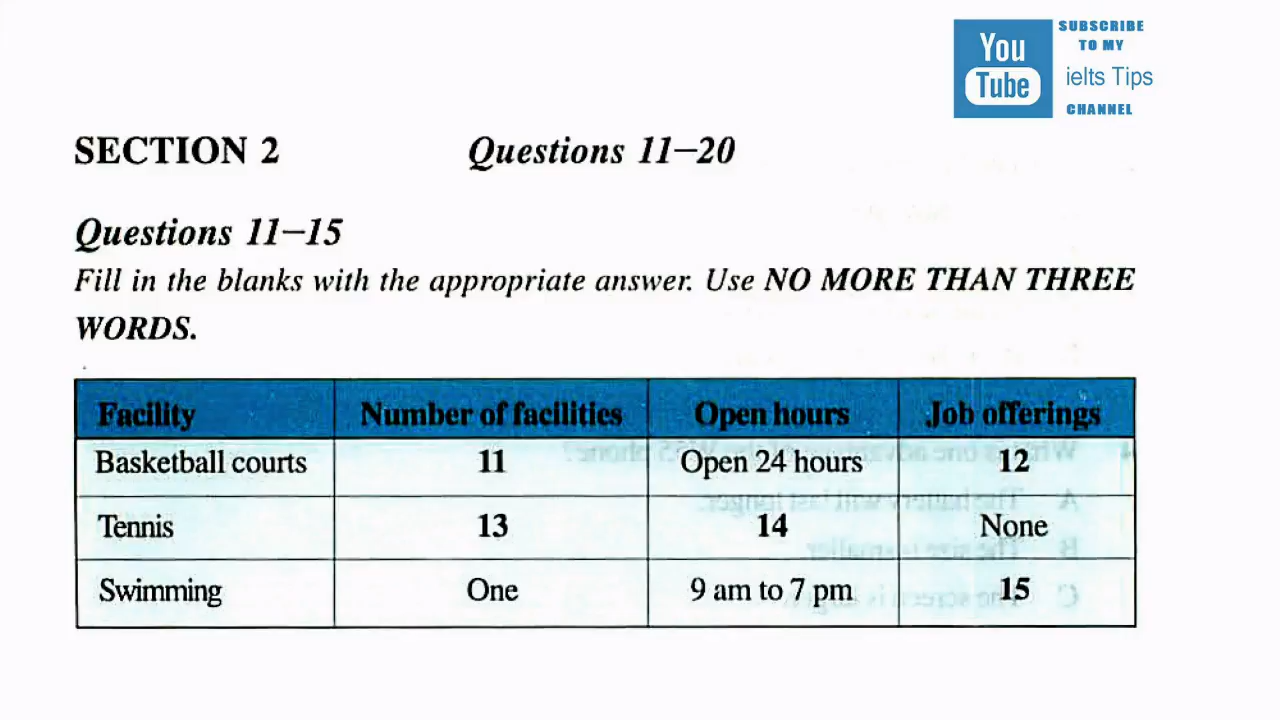 You
Tube
SUBSCRIBE
TO MY
ielts Tips
CHANNEL
SECTION 2 Questions 11–20
Questions 11–15
Fill in the blanks with the appropriate answer. Use NO MORE THAN THREE
WORDS.
Facility Number of facilities Open hours Job offerings
Basketball courts 11 Open 24 hours 12
Tennis 13 14 None
Swimming One 9 am to 7 pm 15